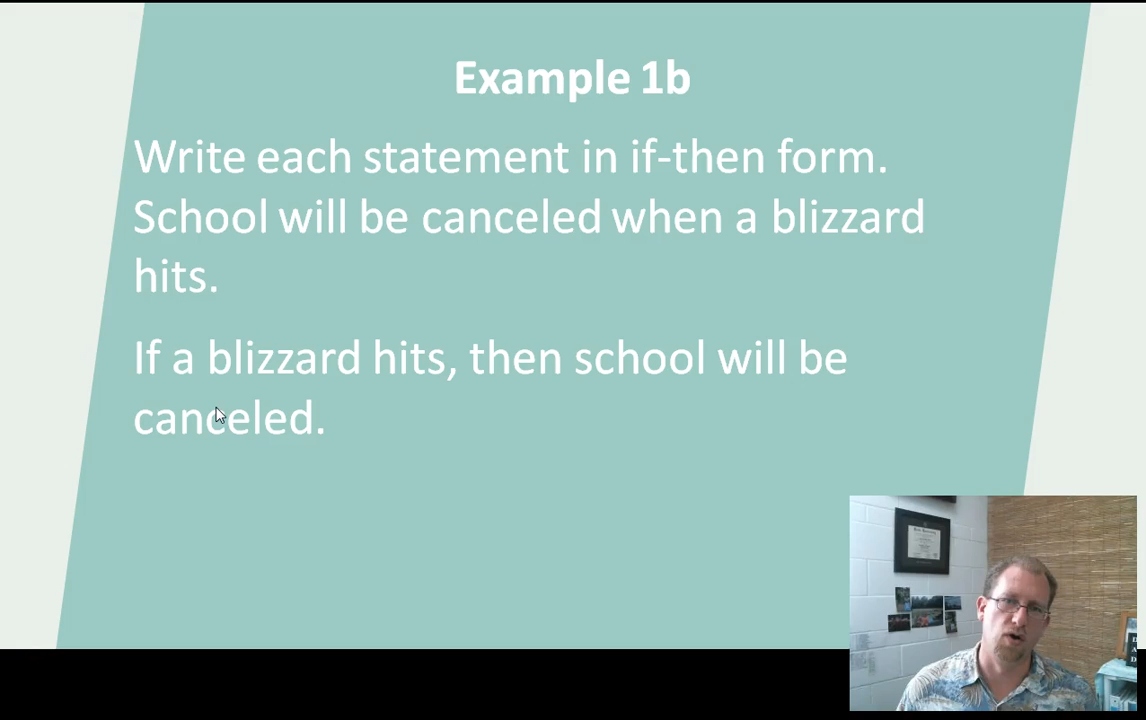 Example 1b
Write each statement in if-then form.
School will be canceled when a blizzard
hits.
If a blizzard hits, then school will be
canceled.